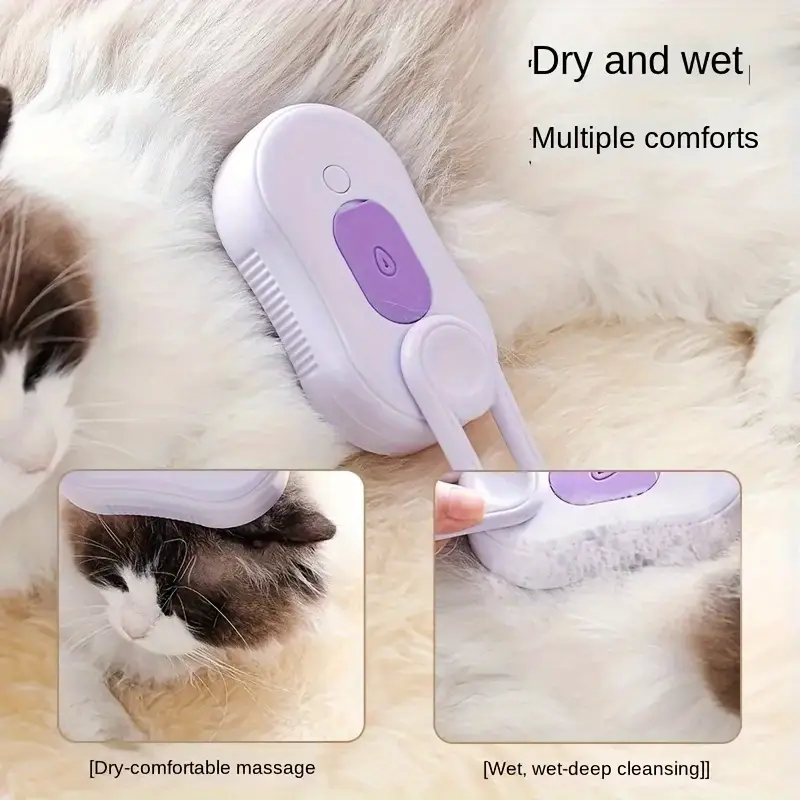 Dry and wet
Multiple comforts
[Dry-comfortable massage
[Wet, wet-deep cleansing]]